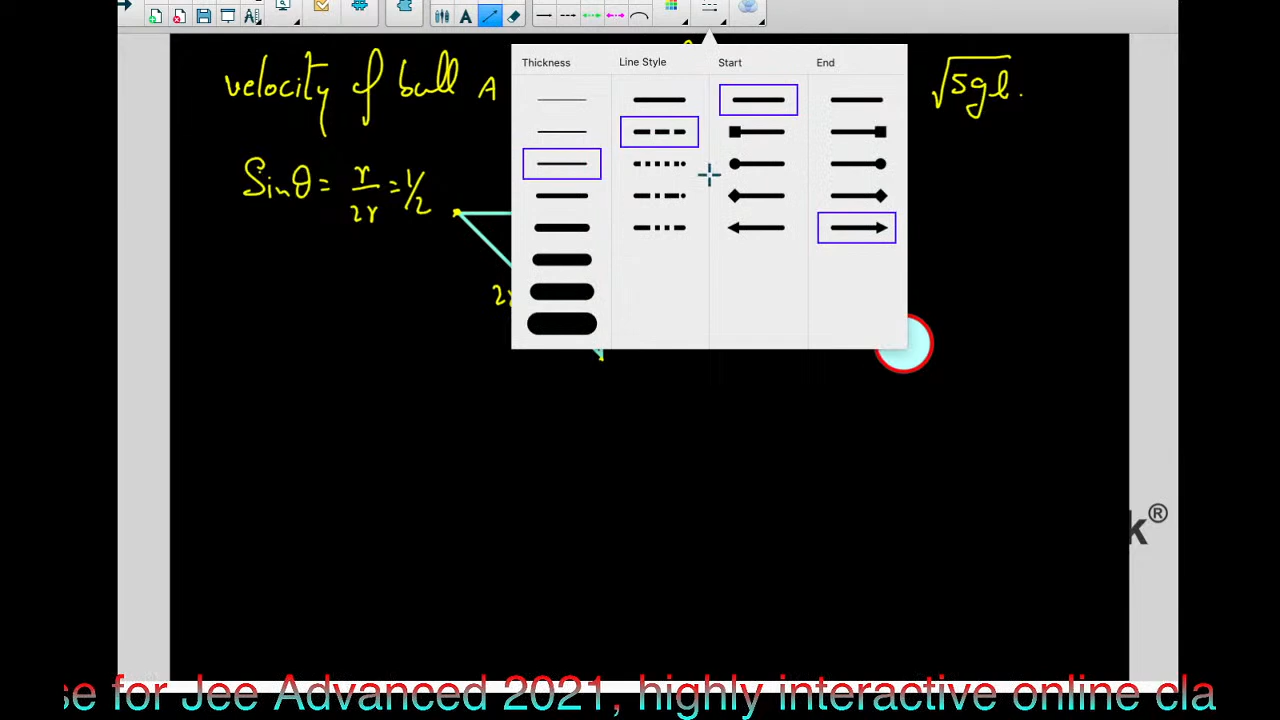 Thickness Line Style Start End
velocity of ball A √5gl.
Sinθ = r/2r = 1/2
2r
k®
se for Jee Advanced 2021, highly interactive online cla